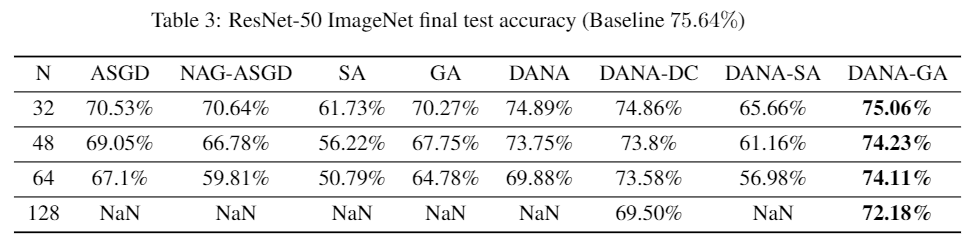 Table 3: ResNet-50 ImageNet final test accuracy (Baseline 75.64%)
N ASGD NAG-ASGD SA GA DANA DANA-DC DANA-SA DANA-GA
32 70.53% 70.64% 61.73% 70.27% 74.89% 74.86% 65.66% 75.06%
48 69.05% 66.78% 56.22% 67.75% 73.75% 73.8% 61.16% 74.23%
64 67.1% 59.81% 50.79% 64.78% 69.88% 73.58% 56.98% 74.11%
128 NaN NaN NaN NaN NaN 69.50% NaN 72.18%